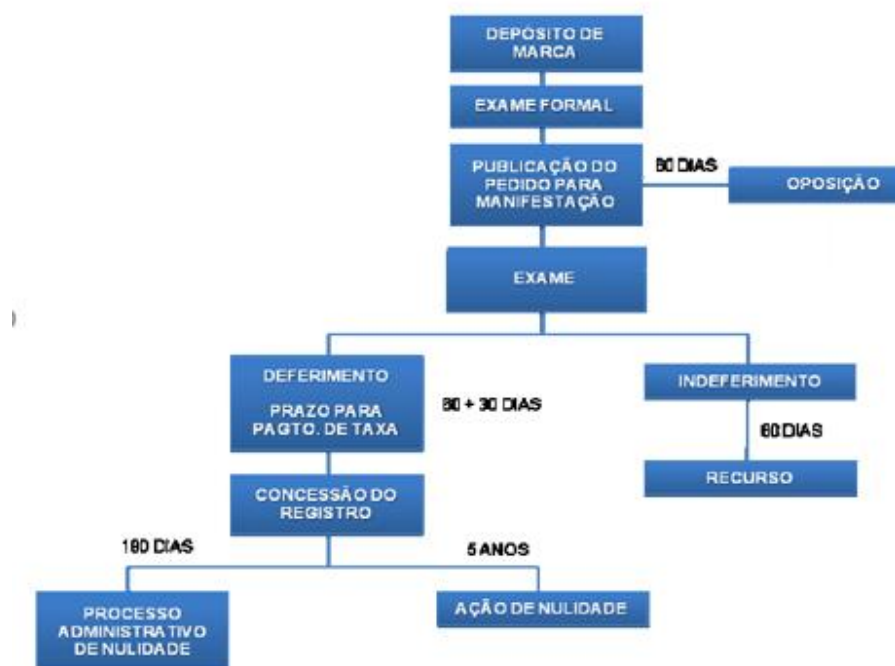 DEPÓSITO DE
MARCA
EXAME FORMAL
PUBLICAÇÃO DO
PEDIDO PARA
MANIFESTAÇÃO
60 DIAS
OPOSIÇÃO
EXAME
)
DEFERIMENTO
PRAZO PARA
PAGTO. DE TAXA
60 + 30 DIAS
INDEFERIMENTO
60 DIAS
RECURSO
CONCESSÃO DO
REGISTRO
180 DIAS
5 ANOS
PROCESSO
ADMINISTRATIVO
DE NULIDADE
AÇÃO DE NULIDADE